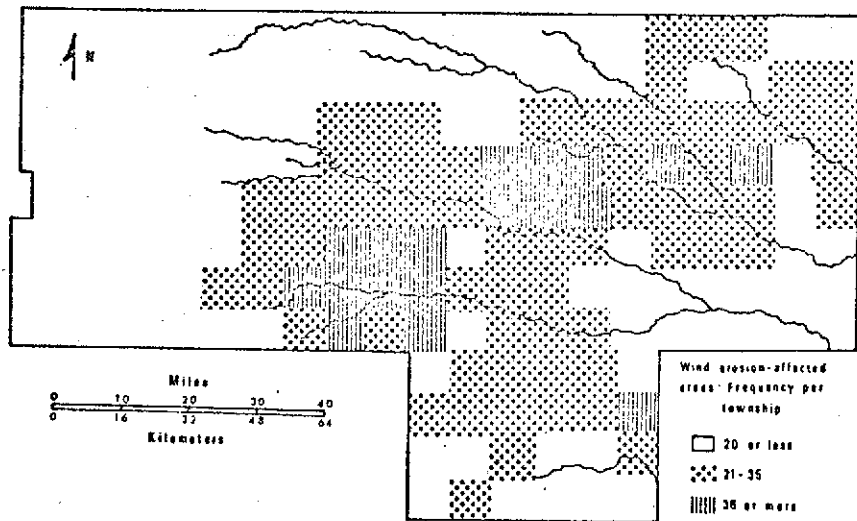 N
Miles
0 10 20 30 40
0 16 32 48 64
Kilometers
Wind erosion-affected
areas: Frequency per
township
20 or less
21-35
36 or more